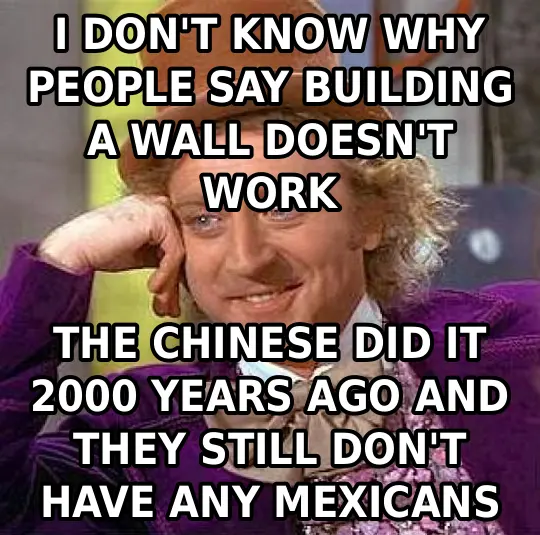 I DON'T KNOW WHY
PEOPLE SAY BUILDING
A WALL DOESN'T
WORK
THE CHINESE DID IT
2000 YEARS AGO AND
THEY STILL DON'T
HAVE ANY MEXICANS